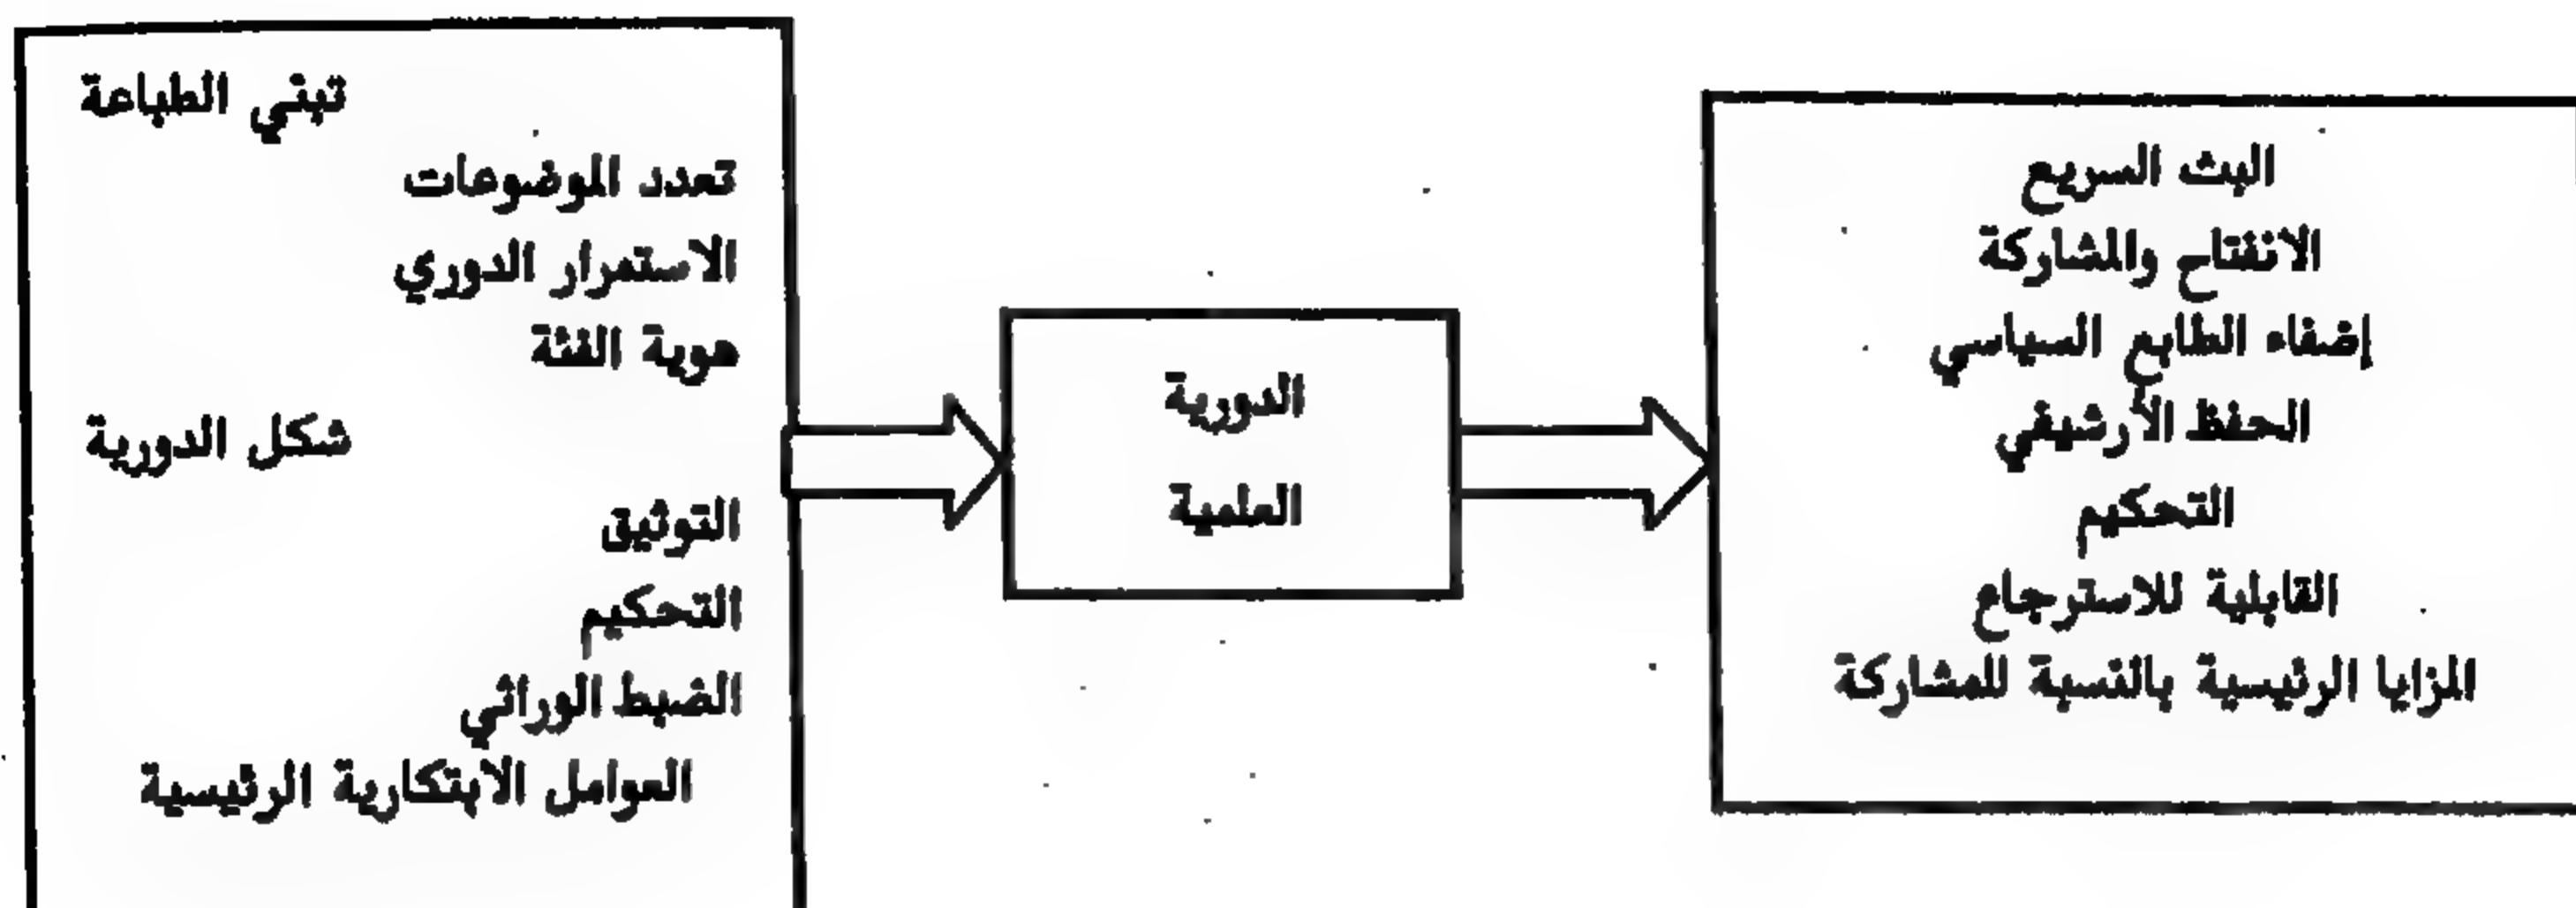 تبني الطباعة
تعدد الموضوعات
الاستمرار الدوري
هوية الفئة
شكل الدورية
التوثيق
التحكيم
الضبط الوراثي
العوامل الابتكارية الرئيسية
الدورية
العلمية
البث السريع
الانفتاح والمشاركة
إضفاء الطابع السياسي
الحفظ الأرشيفي
التحكيم
القابلية للاسترجاع
المزايا الرئيسية بالنسبة للمشاركة